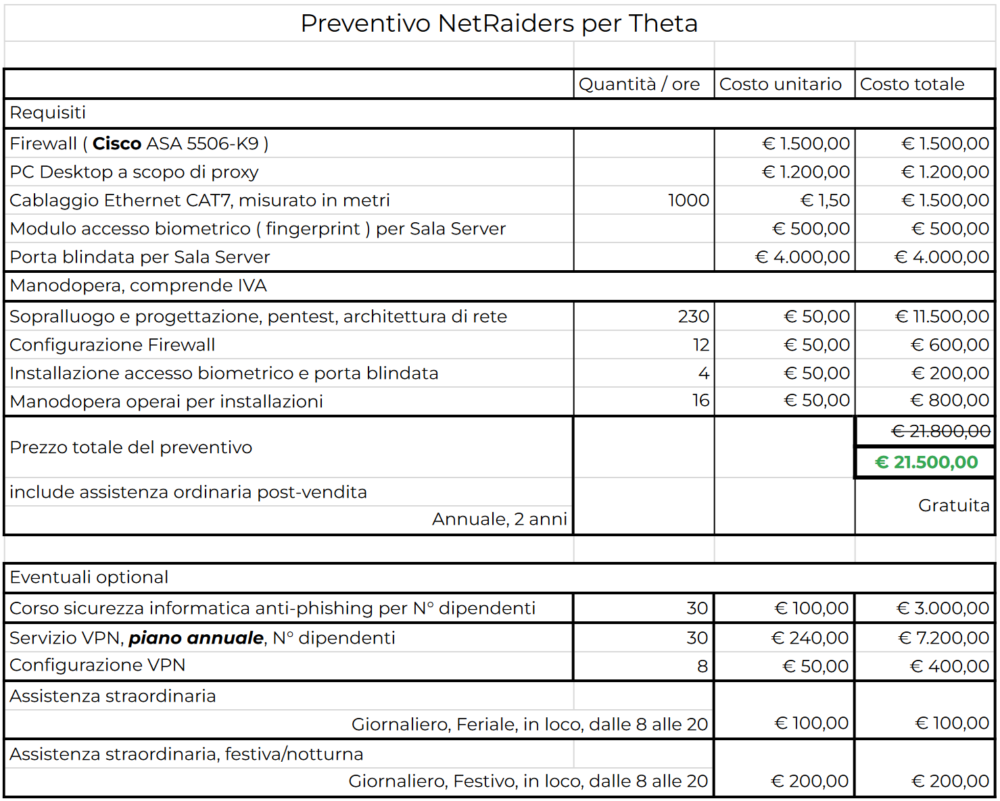 Preventivo NetRaiders per Theta
Quantità / ore Costo unitario Costo totale
Requisiti
Firewall ( Cisco ASA 5506-K9 ) € 1.500,00 € 1.500,00
PC Desktop a scopo di proxy € 1.200,00 € 1.200,00
Cablaggio Ethernet CAT7, misurato in metri 1000 € 1,50 € 1.500,00
Modulo accesso biometrico ( fingerprint ) per Sala Server € 500,00 € 500,00
Porta blindata per Sala Server € 4.000,00 € 4.000,00
Manodopera, comprende IVA
Sopralluogo e progettazione, pentest, architettura di rete 230 € 50,00 € 11.500,00
Configurazione Firewall 12 € 50,00 € 600,00
Installazione accesso biometrico e porta blindata 4 € 50,00 € 200,00
Manodopera operai per installazioni 16 € 50,00 € 800,00
€ 21.800,00
Prezzo totale del preventivo
€ 21.500,00
include assistenza ordinaria post-vendita
Gratuita
Annuale, 2 anni
Eventuali optional
Corso sicurezza informatica anti-phishing per N° dipendenti 30 € 100,00 € 3.000,00
Servizio VPN, piano annuale, N° dipendenti 30 € 240,00 € 7.200,00
Configurazione VPN 8 € 50,00 € 400,00
Assistenza straordinaria
Giornaliero, Feriale, in loco, dalle 8 alle 20 € 100,00 € 100,00
Assistenza straordinaria, festiva/notturna
Giornaliero, Festivo, in loco, dalle 8 alle 20 € 200,00 € 200,00